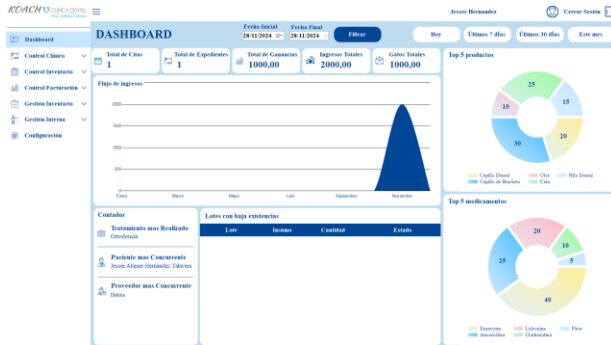 KOACH CLÍNICA DENTAL
Jesser Hernandez
Cerrar Sesión
Dashboard
Control Clínico
Control Inventario
Control Facturación
Gestión Inventario
Gestión Interna
Configuración
DASHBOARD
Fecha Inicial
28/11/2024
Fecha Final
28/11/2024
Filtrar
Hoy
Últimos 7 días
Últimos 30 días
Este mes
Total de Citas
1
Total de Expedientes
1
Total de Ganancias
1000,00
Ingresos Totales
2000,00
Gatos Totales
1000,00
Flujo de ingresos
2000
1500
1000
500
0
Enero
Marzo
Mayo
Julio
Septiembre
Noviembre
Contador
Tratamiento mas Realizado
Ortodoncia
Paciente mas Concurrente
Jesser Abener Hernández Talavera
Proveedor mas Concurrente
Lotes con baja existencias
Lote Insumo Cantidad Estado
Top 5 productos
25
15
20
30
10
Cepillo Dental
Cera
Hilo Dental
Cepillo de Brackets
Top 5 medicamentos
20
10
5
40
25
Lidocaina
Amoxicilina
Clindamicina